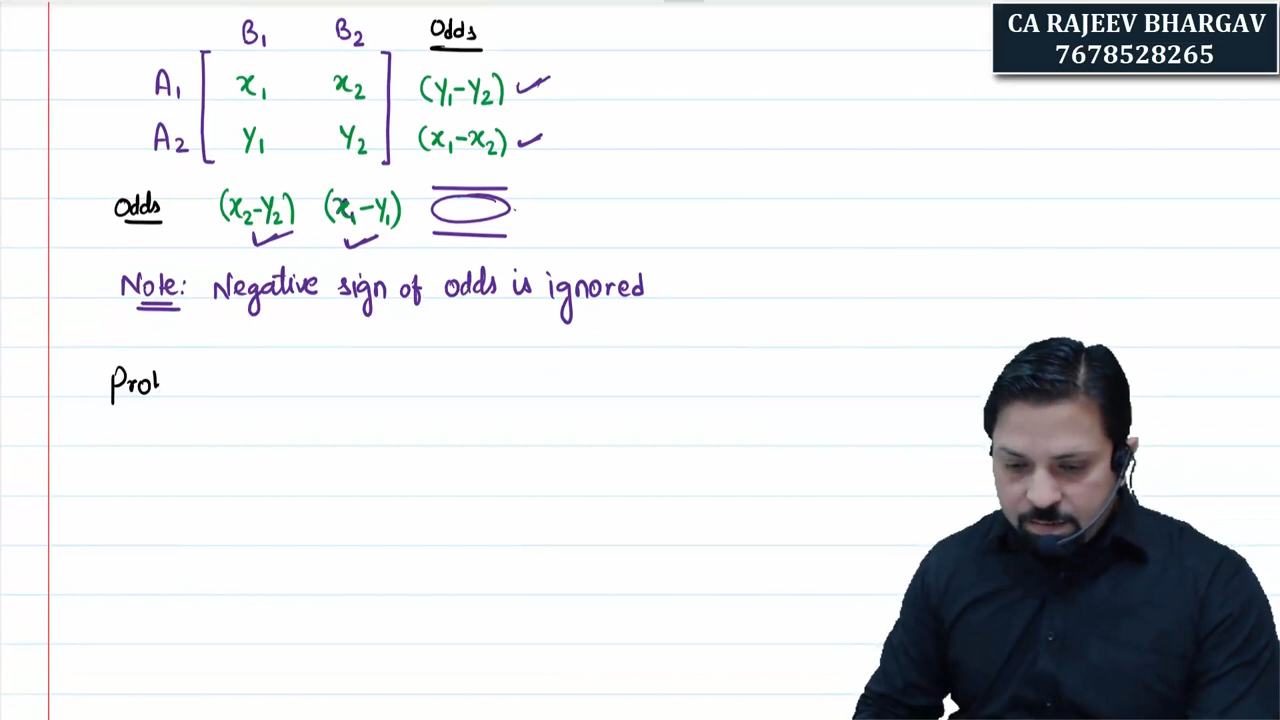 CA RAJEEV BHARGAV
7678528265
B₁ B₂ Odds
A₁ x₁ x₂ (y₁-y₂) ✓
A₂ y₁ y₂ (x₁-x₂) ✓
Odds (x₂-y₂) (x₁-y₁)
✓ ✓
Note: Negative sign of odds is ignored